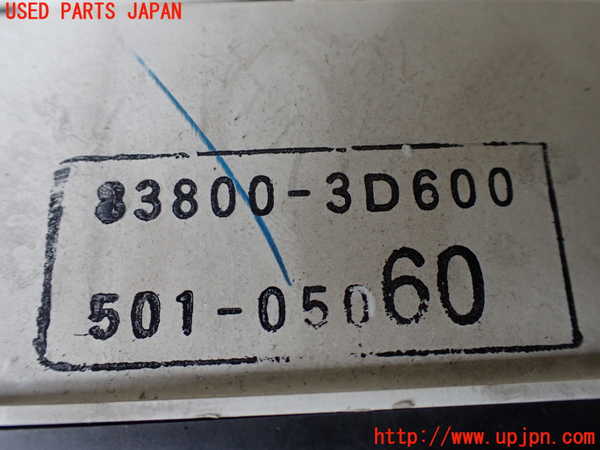 USED PARTS JAPAN
83800-3D600
501-05060
http://www.upjpn.com/